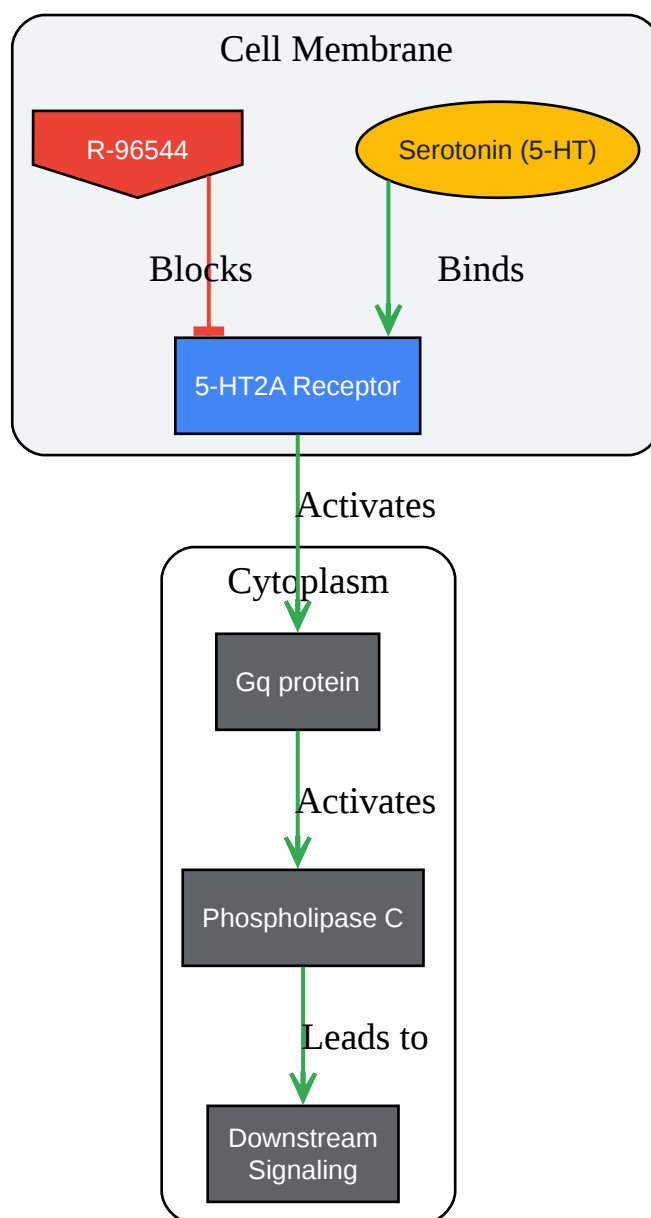 Cell Membrane
R-96544
Serotonin (5-HT)
Blocks
Binds
5-HT2A Receptor
Activates
Cytoplasm
Gq protein
Activates
Phospholipase C
Leads to
Downstream
Signaling